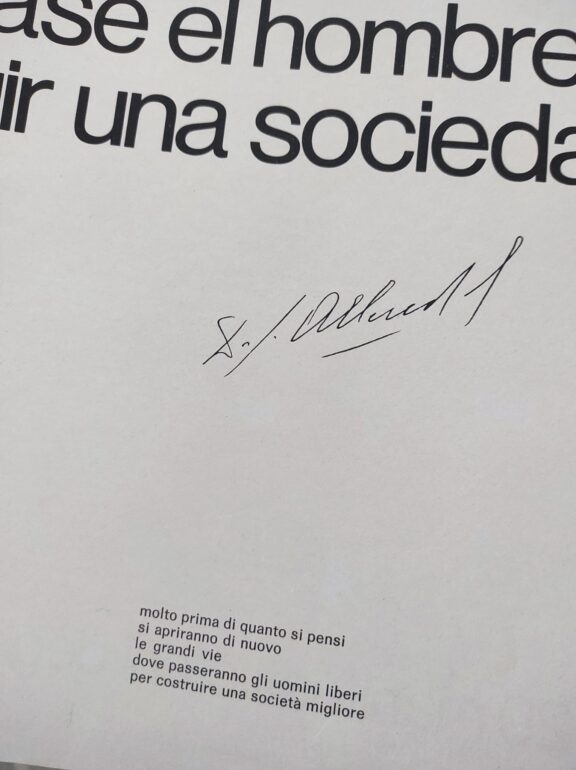 ase el hombre
ir una socieda
molto prima di quanto si pensi
si apriranno di nuovo
le grandi vie
dove passeranno gli uomini liberi
per costruire una società migliore